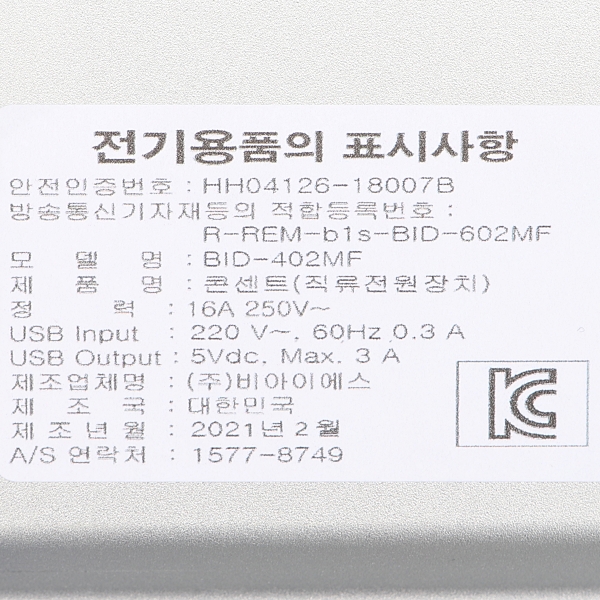 전기용품의 표시사항
안전인증번호 : HH04126-18007B
방송통신기자재등의 적합등록번호 :
R-REM-b1s-BID-602MF
모 델 명 : BID-402MF
제 품 명 : 콘센트(직류전원장치)
정 력 : 16A 250V~
USB Input : 220 V~, 60Hz 0.3 A
USB Output : 5Vdc, Max. 3 A
제조업체명 : (주)비아이에스
제 조 국 : 대한민국
제 조 년 월 : 2021년 2 월
A/S 연락처 : 1577-8749
KC